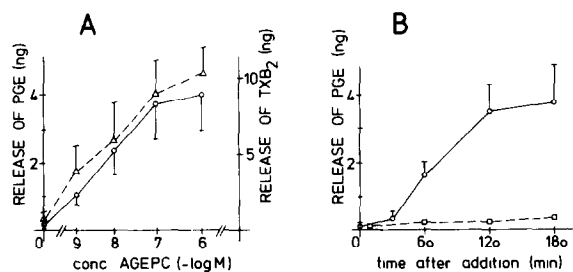 A
B
RELEASE OF PGE (ng)
4
2
0
9
8
7
6
conc AGEPC (-log M)
10
5
RELEASE OF TXB2 (ng)
RELEASE OF PGE (ng)
4
2
0
60
120
180
time after addition (min)